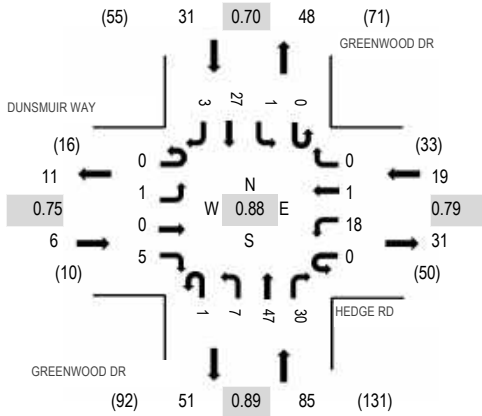 (55) 31 0.70 48 (71)
GREENWOOD DR
3 27 1 0
DUNSMUIR WAY
(16) 0 0 (33)
11 19
1 N 1
0.75 W 0.88 E 0.79
0 18
6 S 31
5 0
(10) (50)
1 7 47 30
HEDGE RD
GREENWOOD DR
(92) 51 0.89 85 (131)